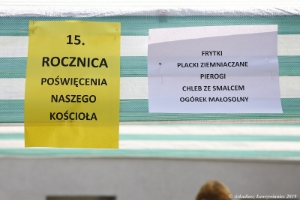 15.
ROCZNICA
POŚWIĘCENIA
NASZEGO
KOŚCIOŁA
FRYTKI
PLACKI ZIEMNIACZANE
PIEROGI
CHLEB ZE SMALCEM
OGÓREK MAŁOSOLNY